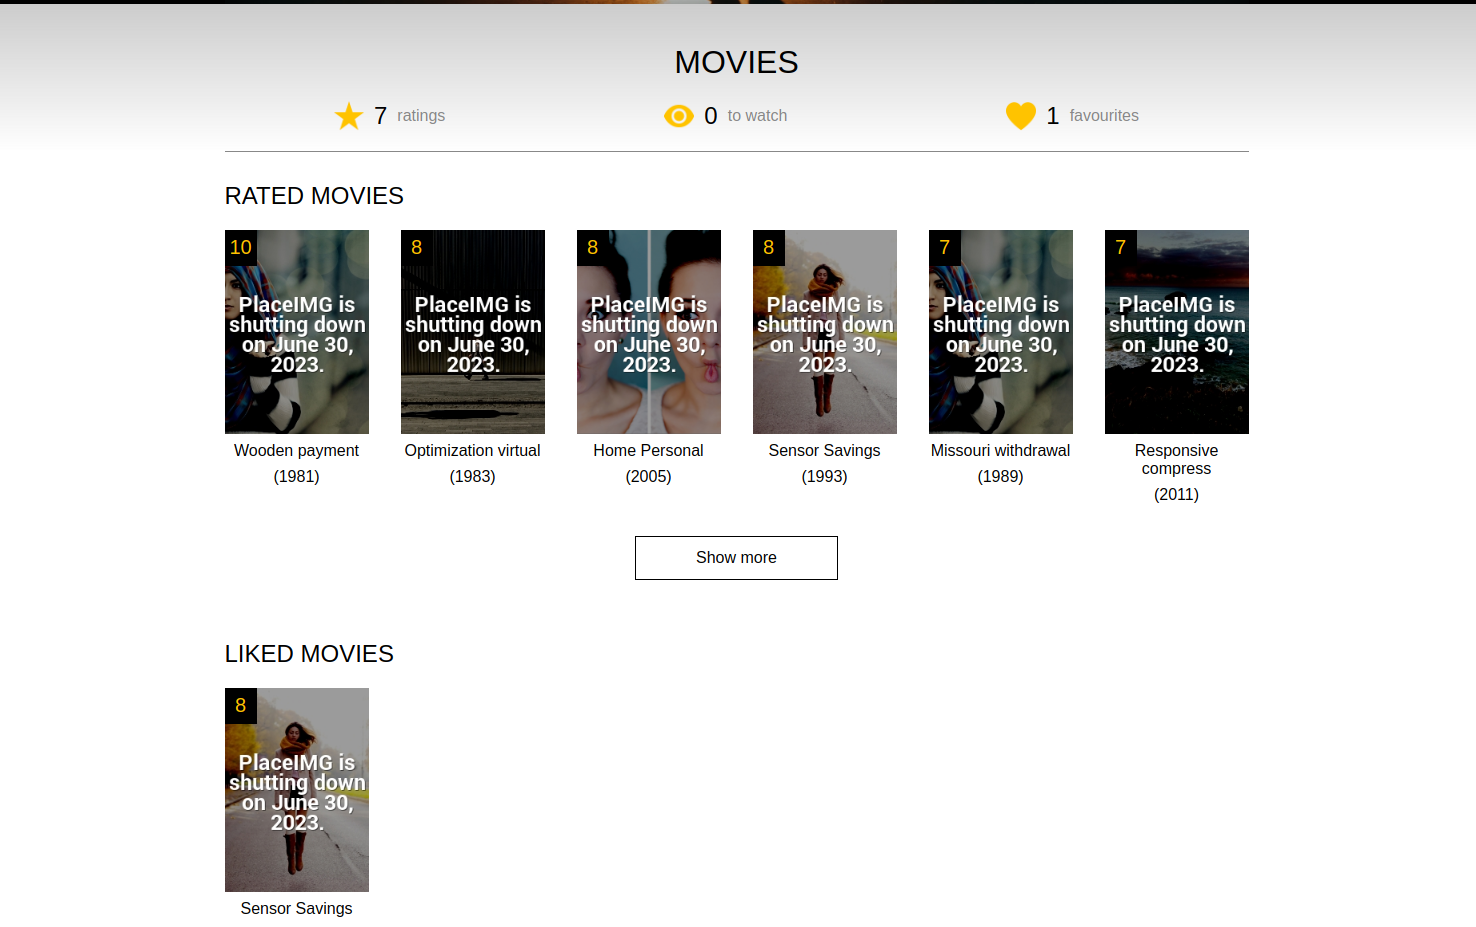 MOVIES
7 ratings
0 to watch
1 favourites
RATED MOVIES
10
PlaceIMG is
shutting down
on June 30,
2023.
Wooden payment
(1981)
8
PlaceIMG is
shutting down
on June 30,
2023.
Optimization virtual
(1983)
8
PlaceIMG is
shutting down
on June 30,
2023.
Home Personal
(2005)
8
PlaceIMG is
shutting down
on June 30,
2023.
Sensor Savings
(1993)
7
PlaceIMG is
shutting down
on June 30,
2023.
Missouri withdrawal
(1989)
7
PlaceIMG is
shutting down
on June 30,
2023.
Responsive
compress
(2011)
Show more
LIKED MOVIES
8
PlaceIMG is
shutting down
on June 30,
2023.
Sensor Savings